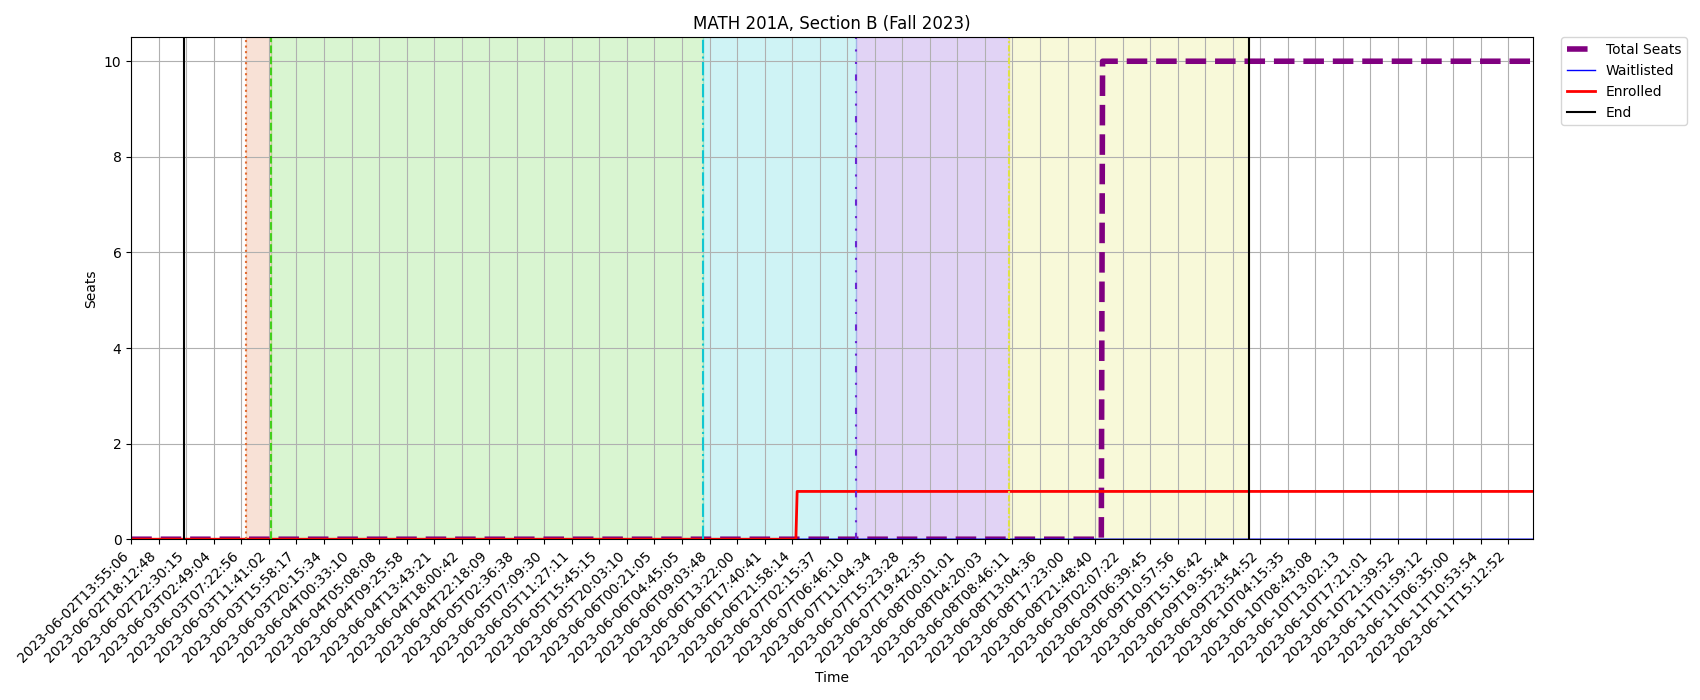 MATH 201A, Section B (Fall 2023)
Total Seats
Waitlisted
Enrolled
End
Seats
10
8
6
4
2
0
2023-06-02T13:55:06
2023-06-02T18:12:48
2023-06-02T22:30:15
2023-06-03T02:49:04
2023-06-03T07:22:56
2023-06-03T11:41:02
2023-06-03T15:58:17
2023-06-03T20:15:34
2023-06-04T00:33:10
2023-06-04T05:08:08
2023-06-04T09:25:58
2023-06-04T13:43:21
2023-06-04T18:00:42
2023-06-04T22:18:09
2023-06-05T02:36:38
2023-06-05T07:09:30
2023-06-05T11:27:11
2023-06-05T15:45:15
2023-06-05T20:03:10
2023-06-06T00:21:05
2023-06-06T04:45:05
2023-06-06T09:03:48
2023-06-06T13:22:00
2023-06-06T17:40:41
2023-06-06T21:58:14
2023-06-07T02:15:37
2023-06-07T06:46:10
2023-06-07T11:04:34
2023-06-07T15:23:28
2023-06-07T19:42:35
2023-06-08T00:01:01
2023-06-08T04:20:03
2023-06-08T08:46:11
2023-06-08T13:04:36
2023-06-08T17:23:00
2023-06-08T21:48:40
2023-06-09T02:07:22
2023-06-09T06:39:45
2023-06-09T10:57:56
2023-06-09T15:16:42
2023-06-09T19:35:44
2023-06-09T23:54:52
2023-06-10T04:15:35
2023-06-10T08:43:08
2023-06-10T13:02:13
2023-06-10T17:21:01
2023-06-10T21:39:52
2023-06-11T01:59:12
2023-06-11T06:35:00
2023-06-11T10:53:54
2023-06-11T15:12:52
Time